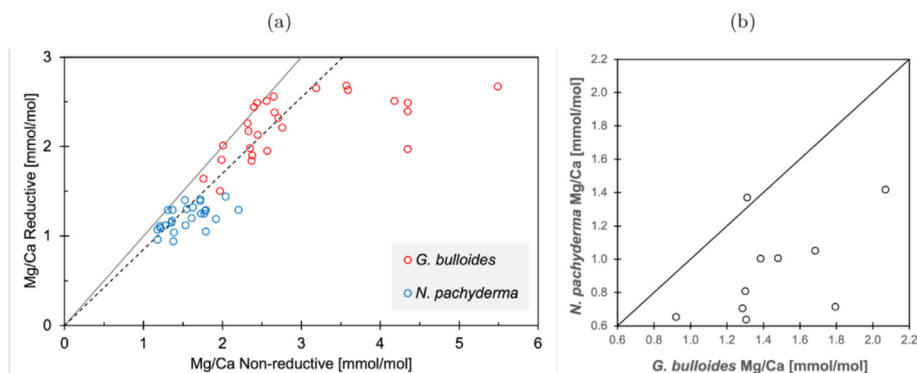 (a)
3
2
1
0
Mg/Ca Reductive [mmol/mol]
0 1 2 3 4 5 6
Mg/Ca Non-reductive [mmol/mol]
G. bulloides
N. pachyderma
(b)
2.2
2.0
1.8
1.6
1.4
1.2
1.0
0.8
0.6
N. pachyderma Mg/Ca [mmol/mol]
0.6 0.8 1.0 1.2 1.4 1.6 1.8 2.0 2.2
G. bulloides Mg/Ca [mmol/mol]